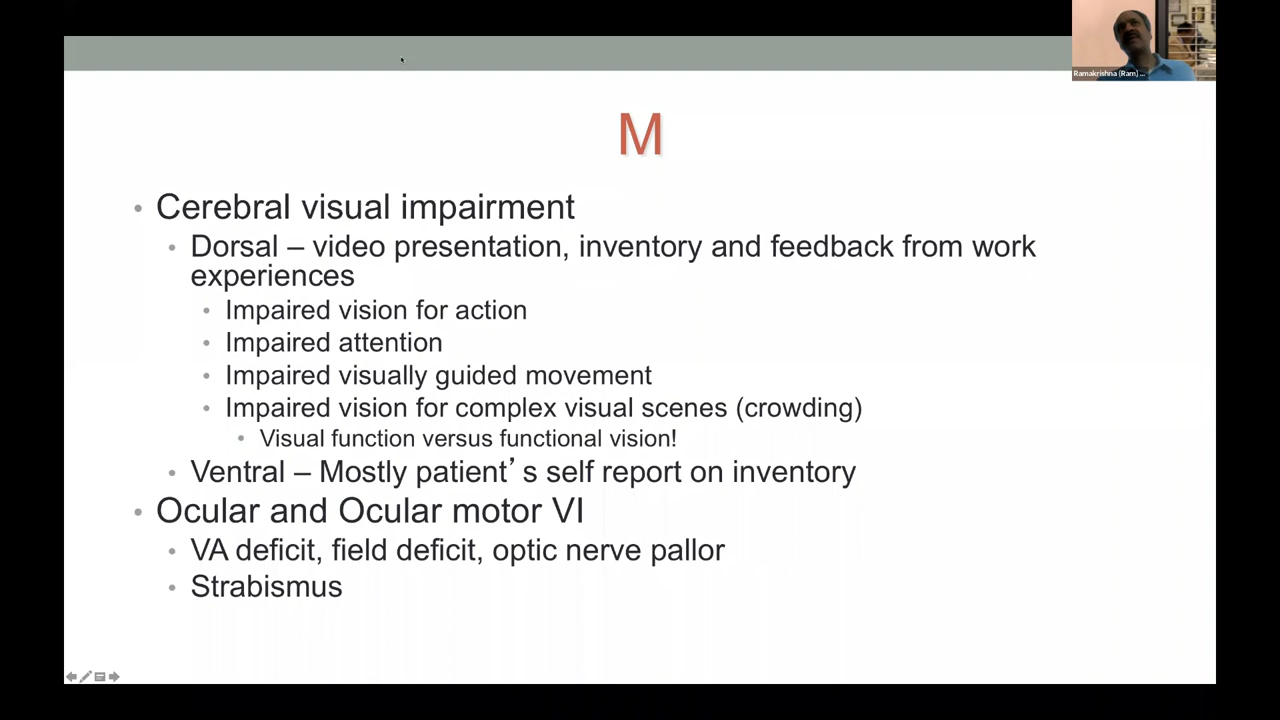 Ramakrishna (Ram) ...
M
• Cerebral visual impairment
• Dorsal – video presentation, inventory and feedback from work
experiences
• Impaired vision for action
• Impaired attention
• Impaired visually guided movement
• Impaired vision for complex visual scenes (crowding)
• Visual function versus functional vision!
• Ventral – Mostly patient’s self report on inventory
• Ocular and Ocular motor VI
• VA deficit, field deficit, optic nerve pallor
• Strabismus